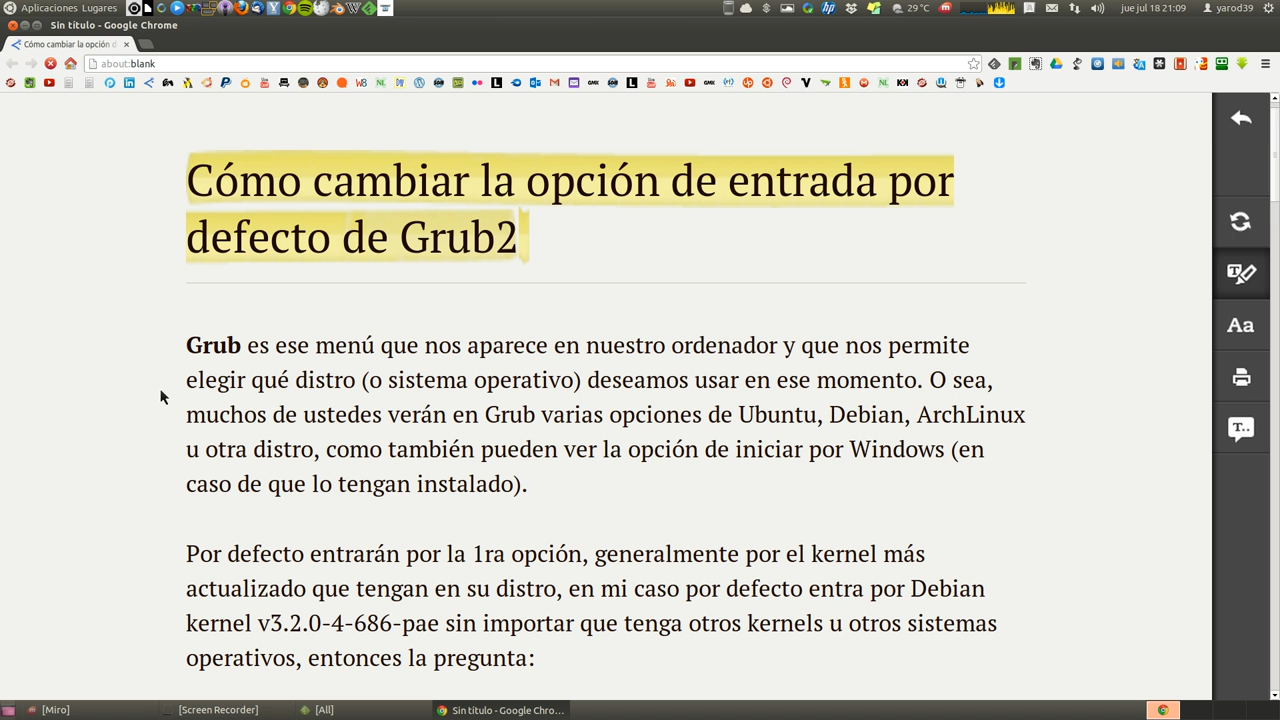 Aplicaciones Lugares
29 °C
jue jul 18 21:09
yarod39
Sin título - Google Chrome
Cómo cambiar la opción d
about:blank
Cómo cambiar la opción de entrada por
defecto de Grub2
Grub es ese menú que nos aparece en nuestro ordenador y que nos permite
elegir qué distro (o sistema operativo) deseamos usar en ese momento. O sea,
muchos de ustedes verán en Grub varias opciones de Ubuntu, Debian, ArchLinux
u otra distro, como también pueden ver la opción de iniciar por Windows (en
caso de que lo tengan instalado).
Por defecto entrarán por la 1ra opción, generalmente por el kernel más
actualizado que tengan en su distro, en mi caso por defecto entra por Debian
kernel v3.2.0-4-686-pae sin importar que tenga otros kernels u otros sistemas
operativos, entonces la pregunta:
Aa
T..
[Miro]
[Screen Recorder]
[All]
Sin título - Google Chro...